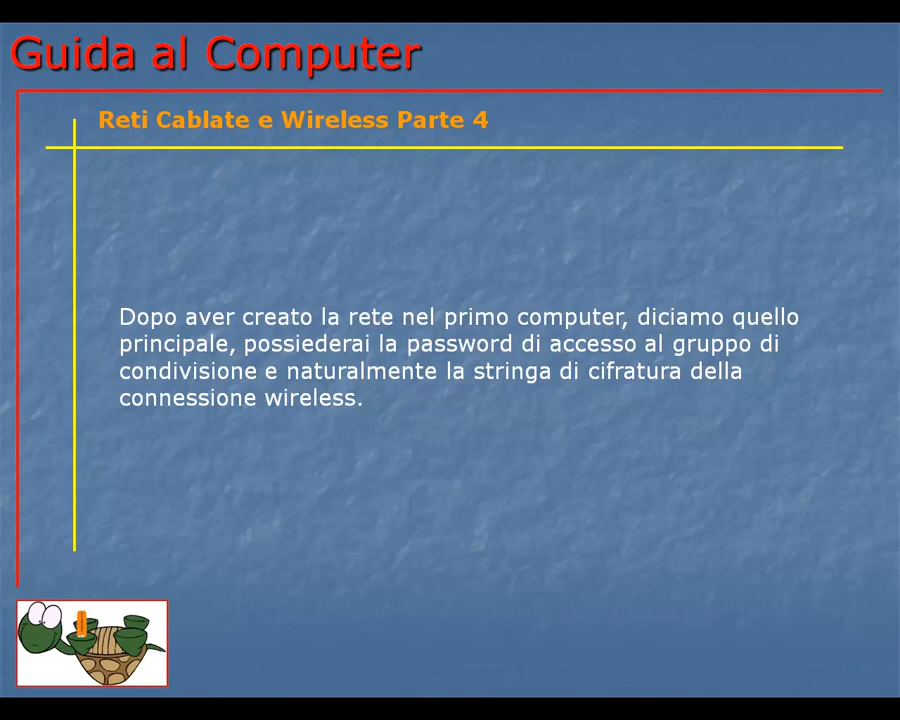 Guida al Computer
Reti Cablate e Wireless Parte 4
Dopo aver creato la rete nel primo computer, diciamo quello
principale, possiederai la password di accesso al gruppo di
condivisione e naturalmente la stringa di cifratura della
connessione wireless.